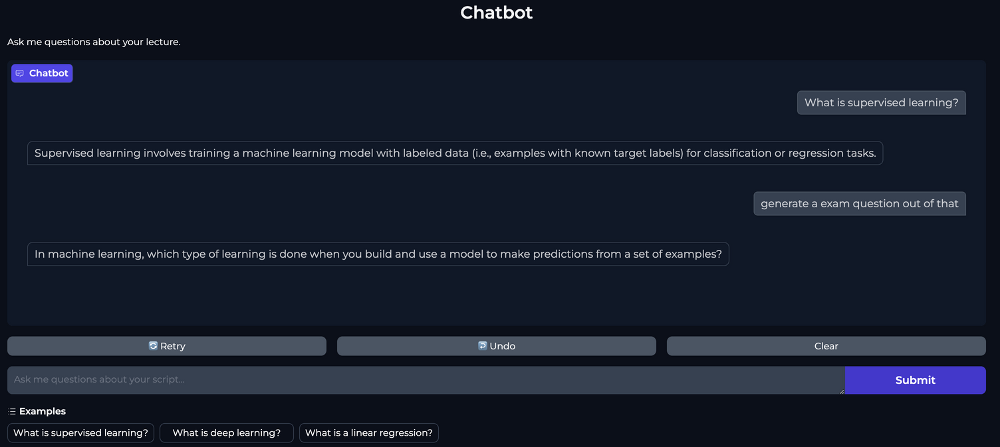 Chatbot
Ask me questions about your lecture.
Chatbot
What is supervised learning?
Supervised learning involves training a machine learning model with labeled data (i.e., examples with known target labels) for classification or regression tasks.
generate a exam question out of that
In machine learning, which type of learning is done when you build and use a model to make predictions from a set of examples?
Retry Undo Clear
Ask me questions about your script... Submit
Examples
What is supervised learning? What is deep learning? What is a linear regression?